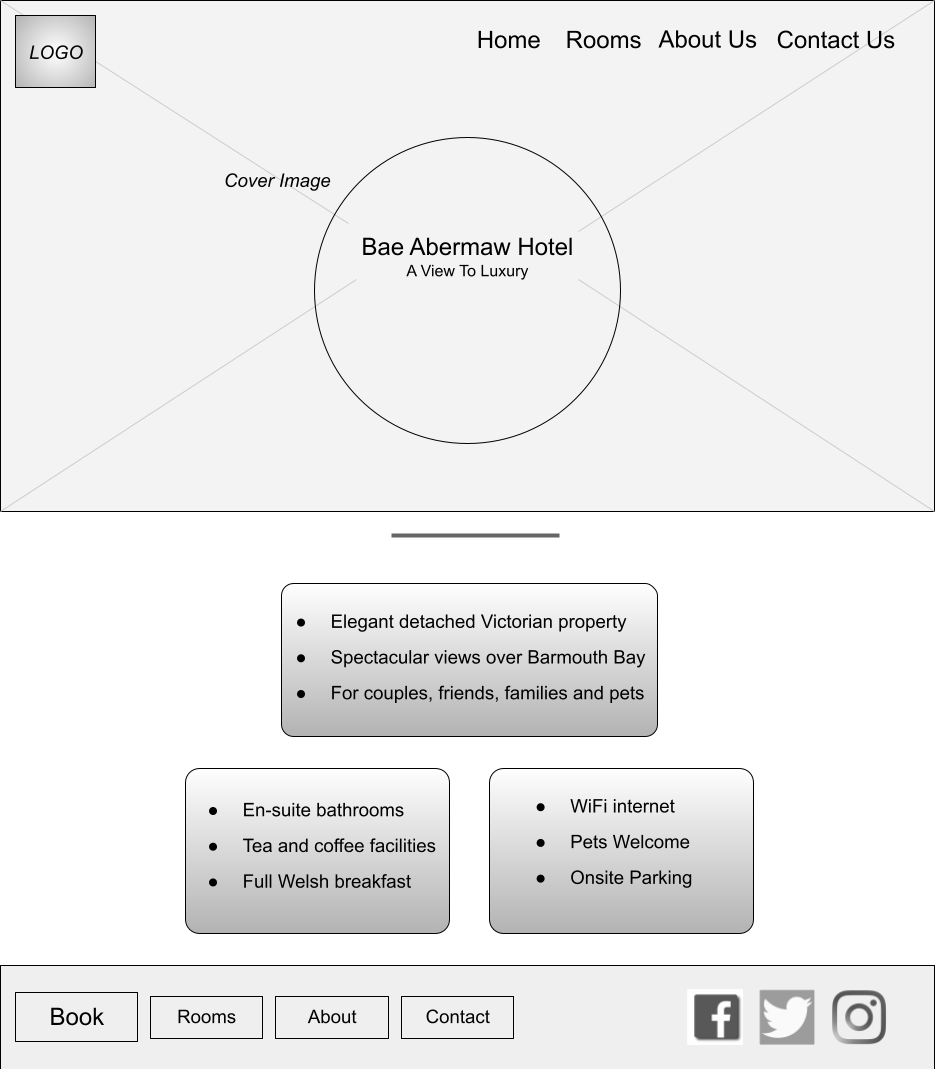 LOGO
Home Rooms About Us Contact Us
Cover Image
Bae Abermaw Hotel
A View To Luxury
● Elegant detached Victorian property
● Spectacular views over Barmouth Bay
● For couples, friends, families and pets
● En-suite bathrooms
● Tea and coffee facilities
● Full Welsh breakfast
● WiFi internet
● Pets Welcome
● Onsite Parking
Book Rooms About Contact